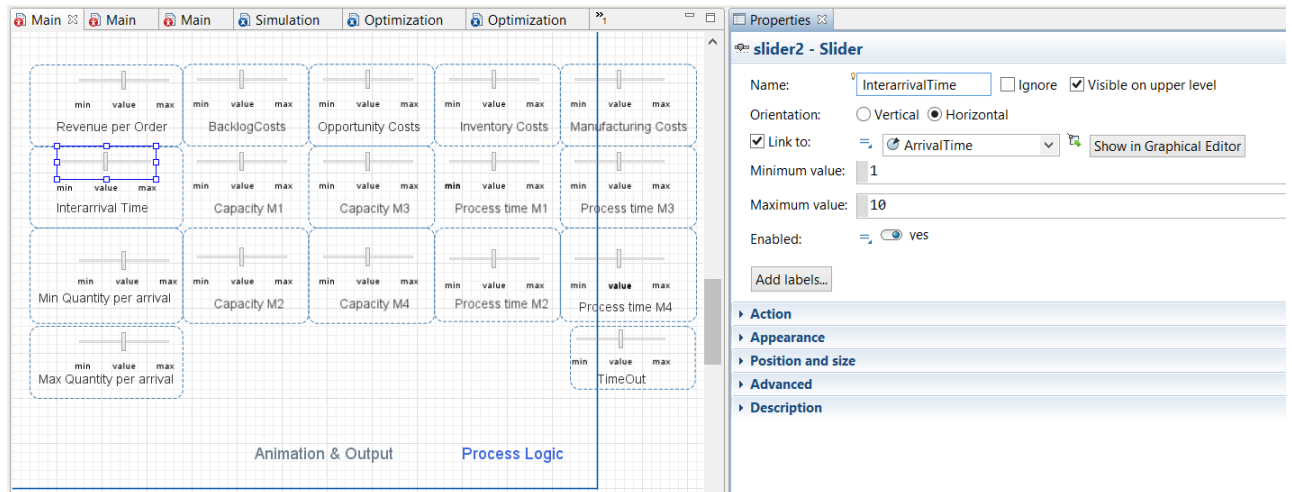 Main Main Main Simulation Optimization Optimization »1
min value max min value max min value max min value max min value max
Revenue per Order BacklogCosts Opportunity Costs Inventory Costs Manufacturing Costs
min value max min value max min value max min value max min value max
Interarrival Time Capacity M1 Capacity M3 Process time M1 Process time M3
min value max min value max min value max min value max min value max
Min Quantity per arrival Capacity M2 Capacity M4 Process time M2 Process time M4
min value max min value max
Max Quantity per arrival TimeOut
Animation & Output Process Logic
Properties
slider2 - Slider
Name: InterarrivalTime Ignore Visible on upper level
Orientation: Vertical Horizontal
Link to: ArrivalTime Show in Graphical Editor
Minimum value: 1
Maximum value: 10
Enabled: yes
Add labels...
Action
Appearance
Position and size
Advanced
Description